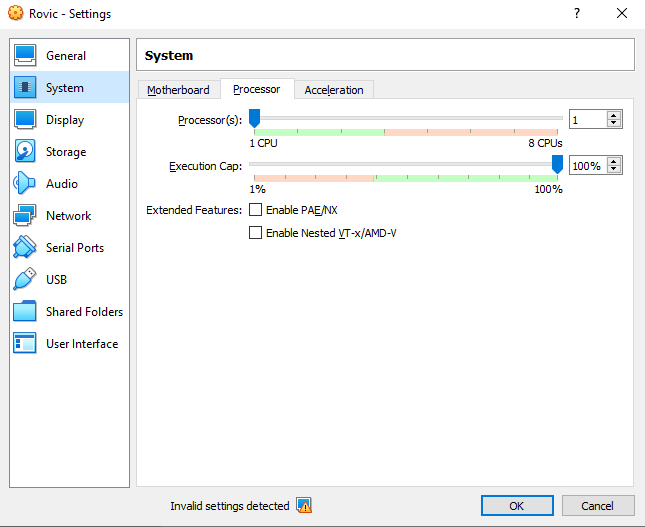 Rovic - Settings
?
General
System
Display
Storage
Audio
Network
Serial Ports
USB
Shared Folders
User Interface
System
Motherboard Processor Acceleration
Processor(s): 1
1 CPU 8 CPUs
Execution Cap: 100%
1% 100%
Extended Features: Enable PAE/NX
Enable Nested VT-x/AMD-V
Invalid settings detected
OK Cancel